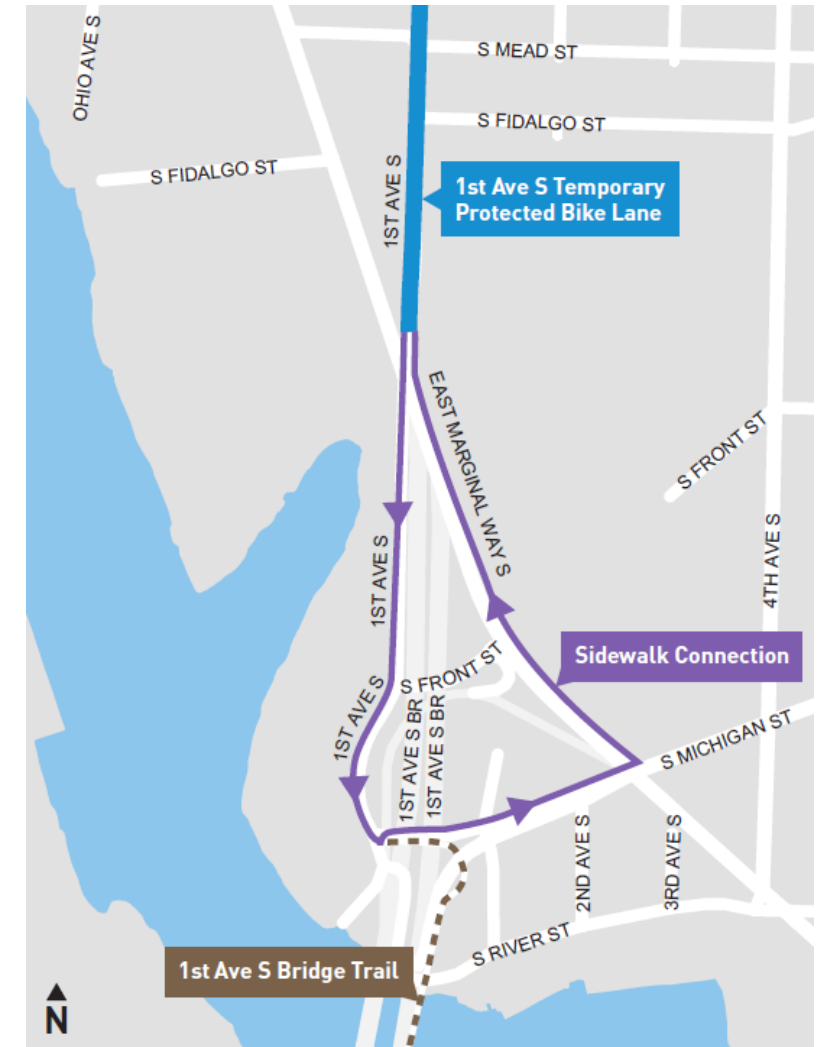 OHIO AVE S
S MEAD ST
S FIDALGO ST
S FIDALGO ST
1ST AVE S
1st Ave S Temporary
Protected Bike Lane
EAST MARGINAL WAY S
S FRONT ST
4TH AVE S
1ST AVE S
Sidewalk Connection
S FRONT ST
1ST AVE S
1ST AVE S BR
1ST AVE S BR
S MICHIGAN ST
2ND AVE S
3RD AVE S
S RIVER ST
1st Ave S Bridge Trail
N